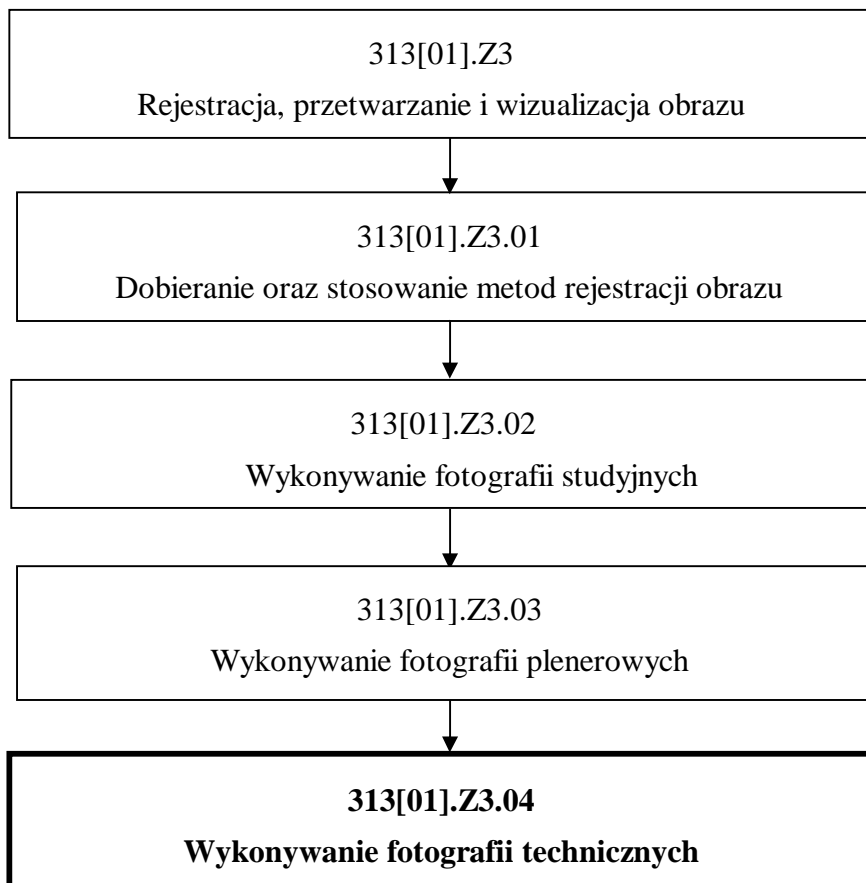 313[01].Z3
Rejestracja, przetwarzanie i wizualizacja obrazu
313[01].Z3.01
Dobieranie oraz stosowanie metod rejestracji obrazu
313[01].Z3.02
Wykonywanie fotografii studyjnych
313[01].Z3.03
Wykonywanie fotografii plenerowych
313[01].Z3.04
Wykonywanie fotografii technicznych